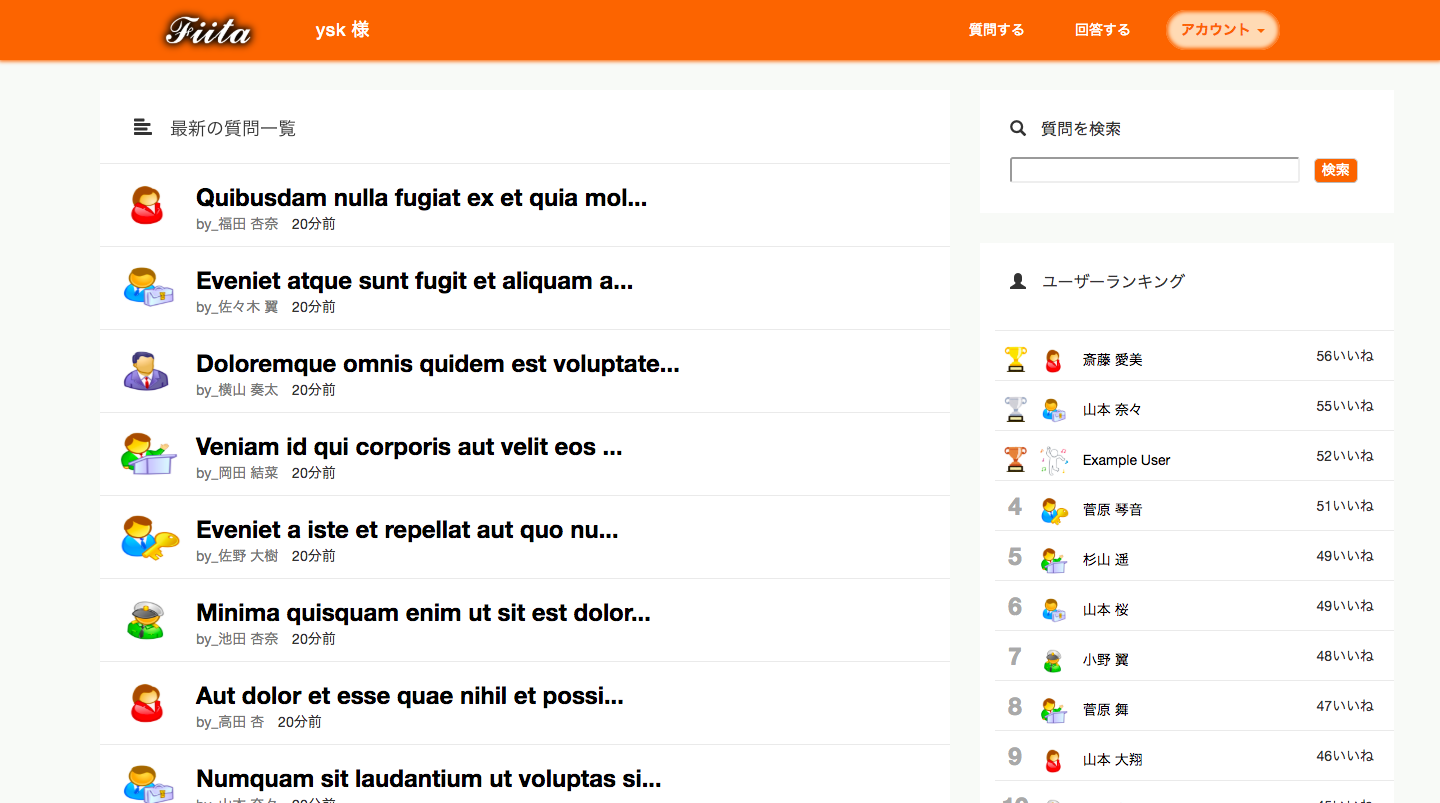 Fiita
ysk 様
質問する
回答する
アカウント
最新の質問一覧
Quibusdam nulla fugiat ex et quia mol...
by_福田 杏奈 20分前
Eveniet atque sunt fugit et aliquam a...
by_佐々木 翼 20分前
Doloremque omnis quidem est voluptate...
by_横山 奏太 20分前
Veniam id qui corporis aut velit eos ...
by_岡田 結菜 20分前
Eveniet a iste et repellat aut quo nu...
by_佐野 大樹 20分前
Minima quisquam enim ut sit est dolor...
by_池田 杏奈 20分前
Aut dolor et esse quae nihil et possi...
by_高田 杏 20分前
Numquam sit laudantium ut voluptas si...
質問を検索
検索
ユーザーランキング
斎藤 愛美 56いいね
山本 奈々 55いいね
Example User 52いいね
4 菅原 琴音 51いいね
5 杉山 遥 49いいね
6 山本 桜 49いいね
7 小野 翼 48いいね
8 菅原 舞 47いいね
9 山本 大翔 46いいね